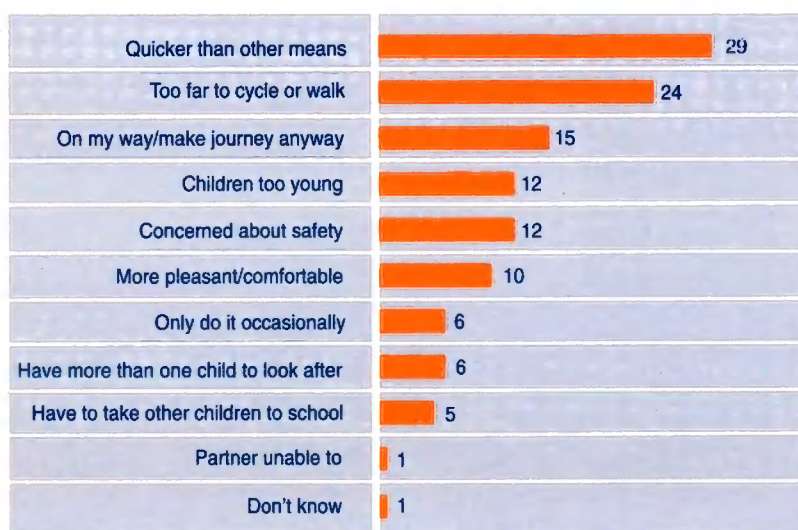 Quicker than other means 29
Too far to cycle or walk 24
On my way/make journey anyway 15
Children too young 12
Concerned about safety 12
More pleasant/comfortable 10
Only do it occasionally 6
Have more than one child to look after 6
Have to take other children to school 5
Partner unable to 1
Don't know 1